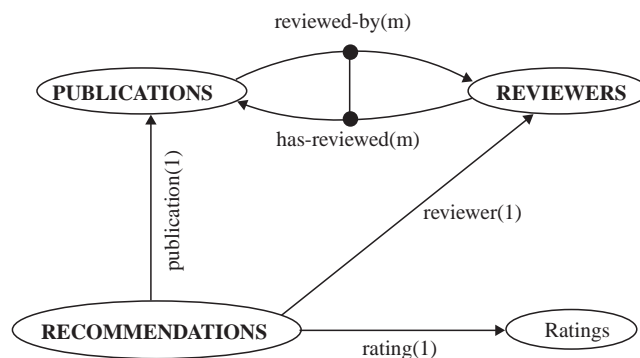 reviewed-by(m)
PUBLICATIONS
REVIEWERS
has-reviewed(m)
publication(1)
reviewer(1)
RECOMMENDATIONS
Ratings
rating(1)